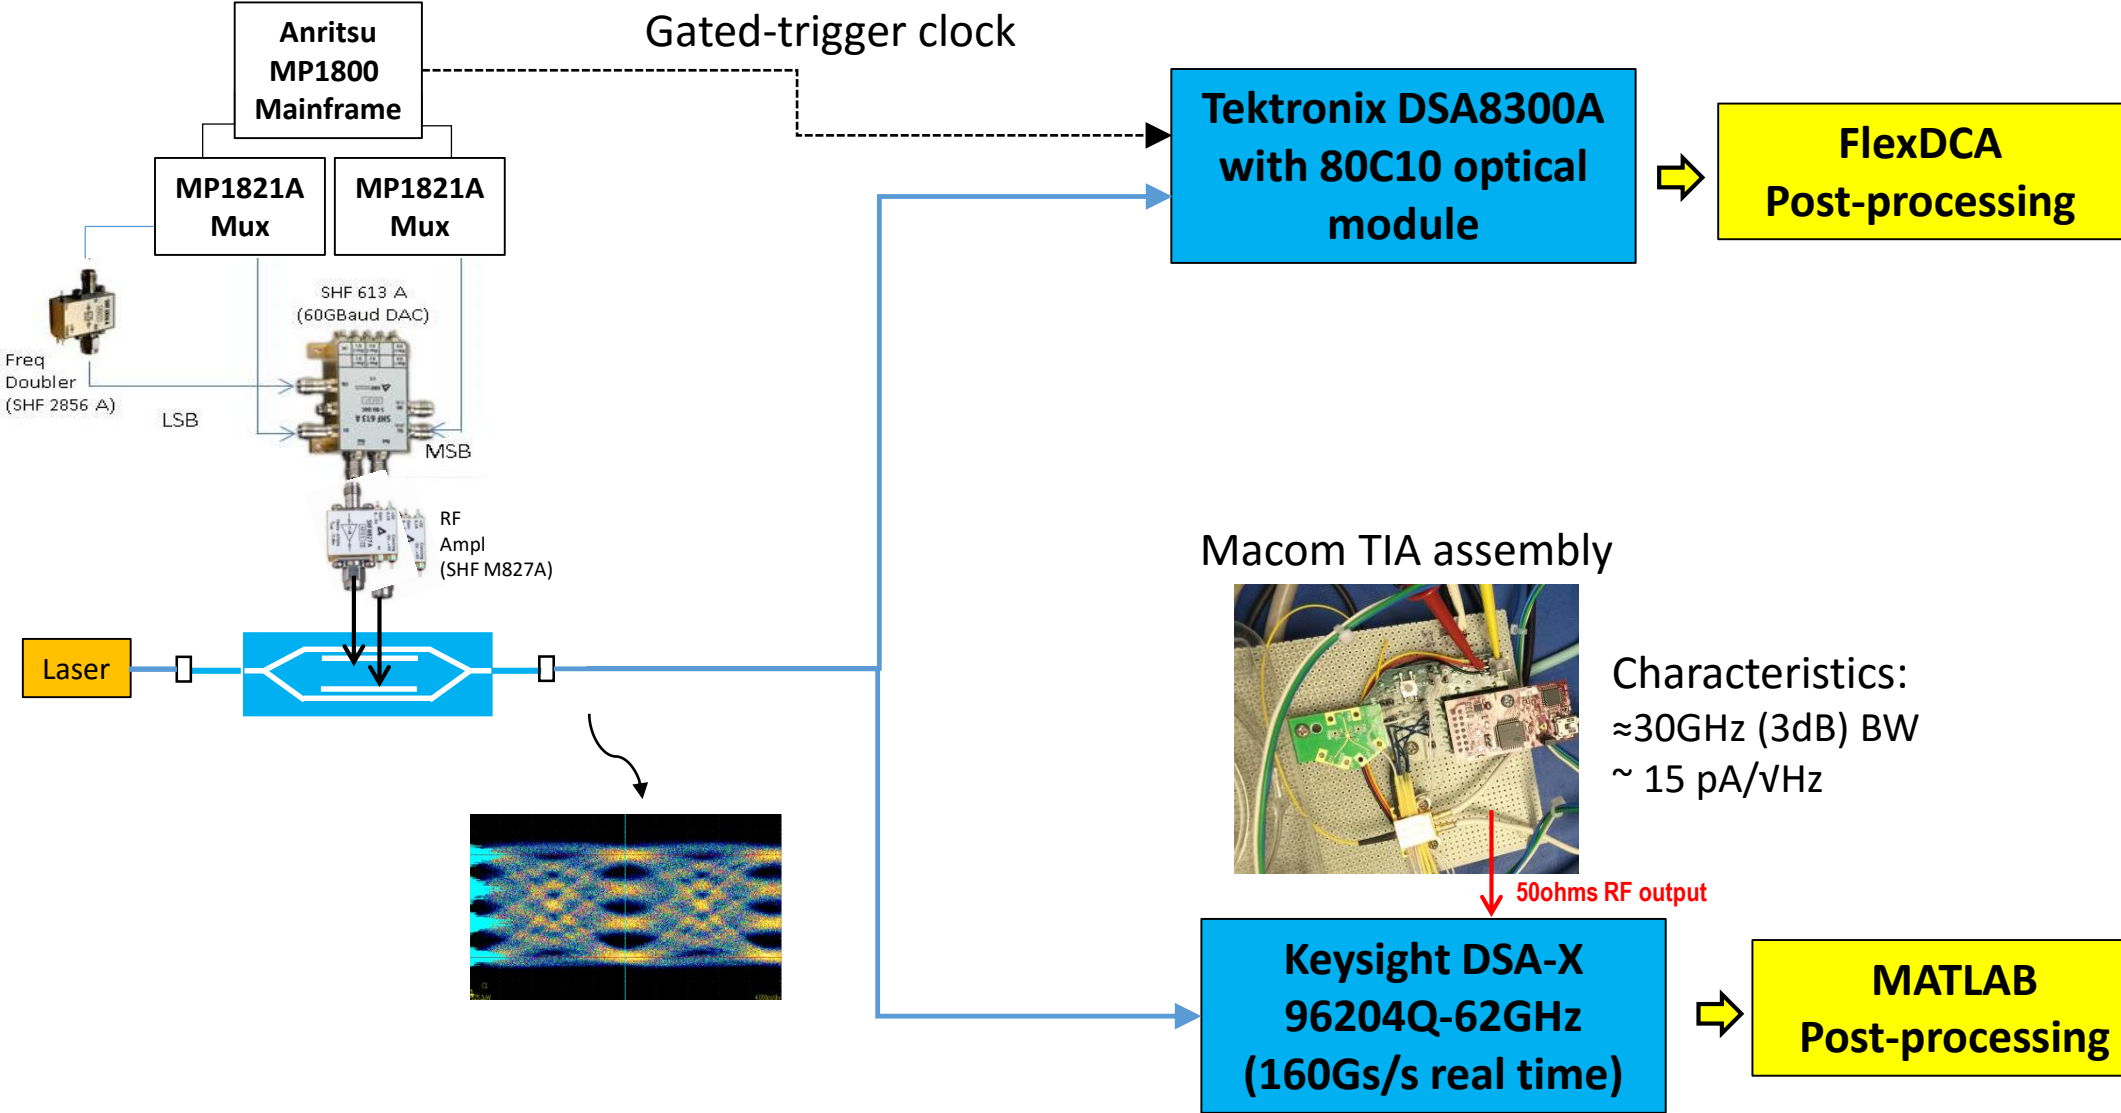 Gated-trigger clock
Anritsu
MP1800
Mainframe
MP1821A
Mux
MP1821A
Mux
Tektronix DSA8300A
with 80C10 optical
module
FlexDCA
Post-processing
SHF 613 A
(60GBaud DAC)
Freq
Doubler
(SHF 2856 A)
LSB
MSB
RF
Ampl
(SHF M827A)
Laser
Macom TIA assembly
Characteristics:
≈30GHz (3dB) BW
~ 15 pA/√Hz
50ohms RF output
Keysight DSA-X
96204Q-62GHz
(160Gs/s real time)
MATLAB
Post-processing
SHF 613 A
C1